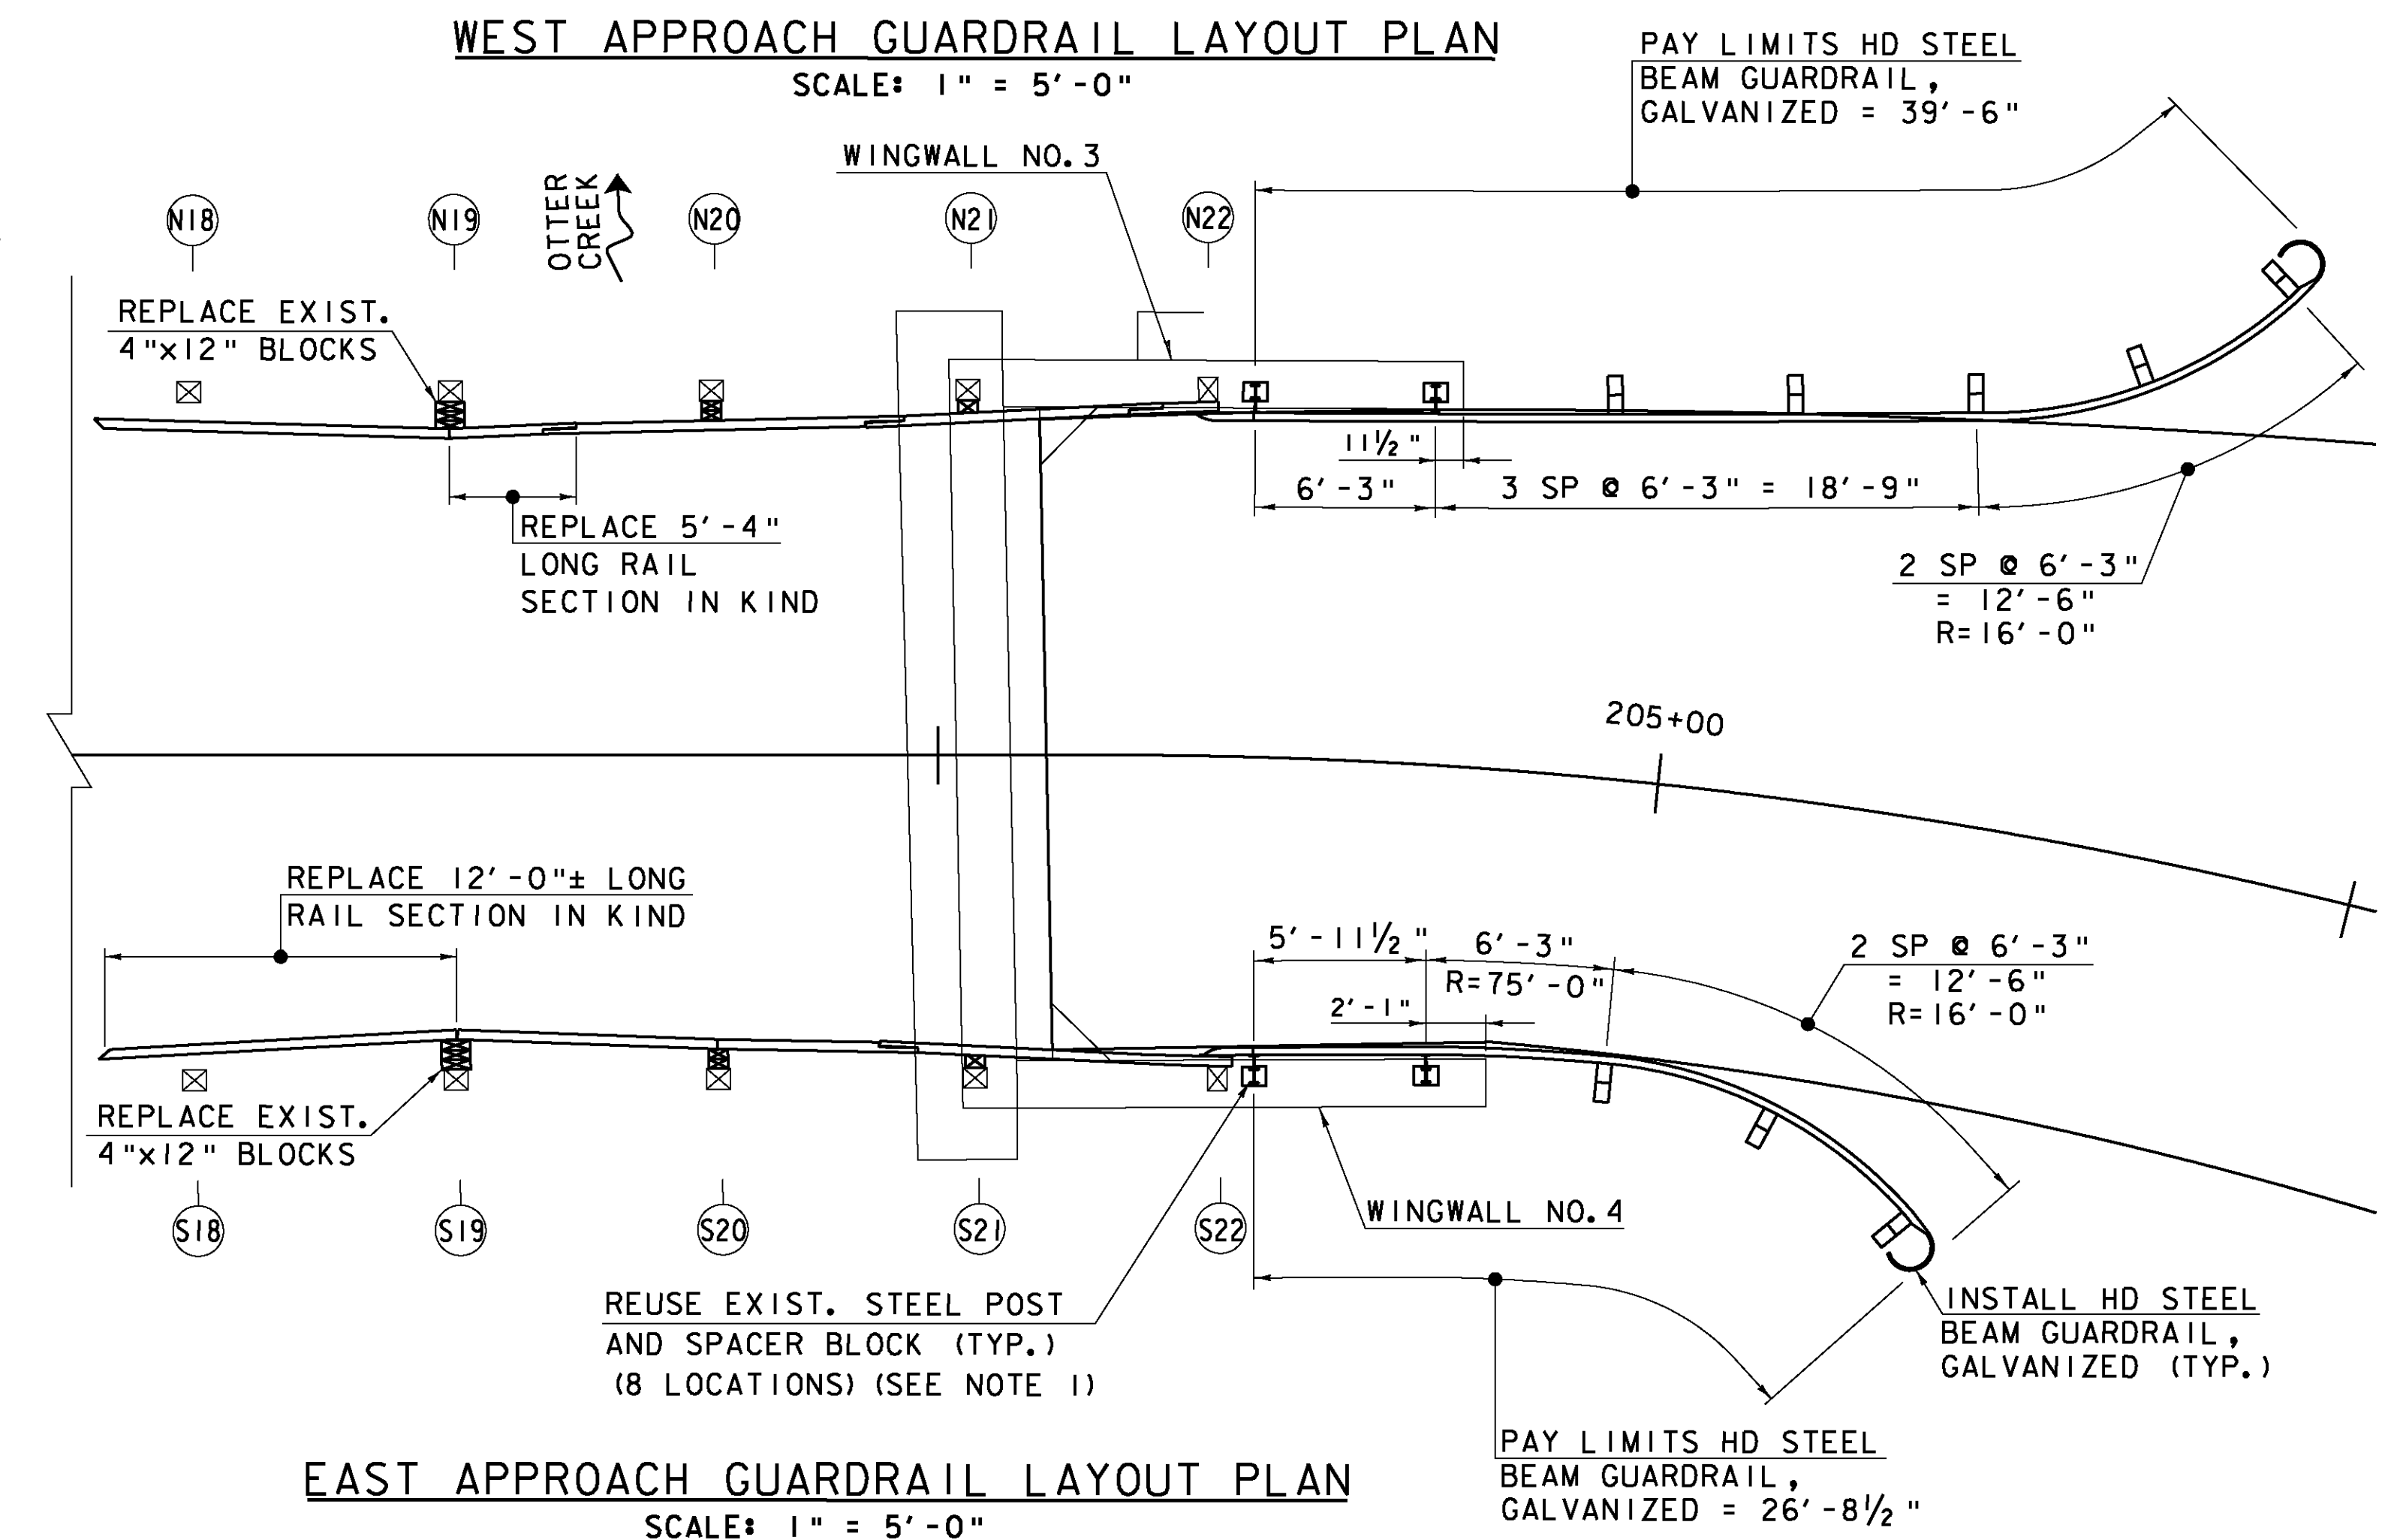 WEST APPROACH GUARDRAIL LAYOUT PLAN
SCALE: 1" = 5'-0"
PAY LIMITS HD STEEL
BEAM GUARDRAIL,
GALVANIZED = 39'-6"
WINGWALL NO. 3
N18
N19
OTTER
CREEK
N20
N21
N22
REPLACE EXIST.
4"x12" BLOCKS
11½"
6'-3"
3 SP @ 6'-3" = 18'-9"
REPLACE 5'-4"
LONG RAIL
SECTION IN KIND
2 SP @ 6'-3"
= 12'-6"
R=16'-0"
205+00
REPLACE 12'-0"± LONG
RAIL SECTION IN KIND
5'-11½"
6'-3"
R=75'-0"
2'-1"
2 SP @ 6'-3"
= 12'-6"
R=16'-0"
REPLACE EXIST.
4"x12" BLOCKS
S18
S19
S20
S21
S22
WINGWALL NO. 4
REUSE EXIST. STEEL POST
AND SPACER BLOCK (TYP.)
(8 LOCATIONS) (SEE NOTE 1)
INSTALL HD STEEL
BEAM GUARDRAIL,
GALVANIZED (TYP.)
PAY LIMITS HD STEEL
BEAM GUARDRAIL,
GALVANIZED = 26'-8½"
EAST APPROACH GUARDRAIL LAYOUT PLAN
SCALE: 1" = 5'-0"